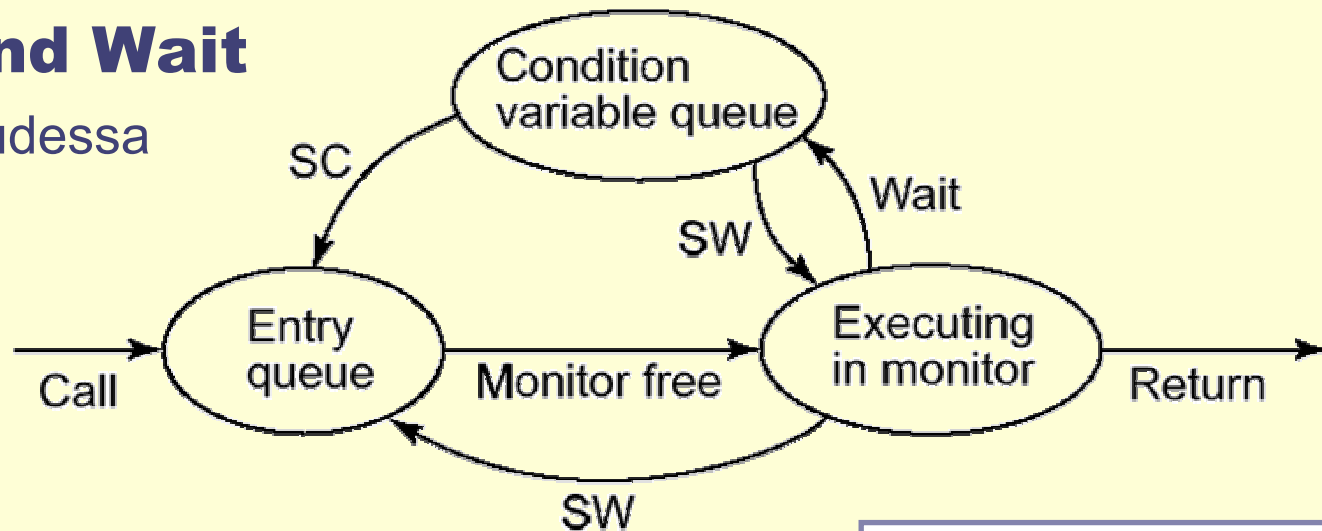 nd Wait
udessa
Condition
variable queue
SC
Wait
SW
Entry
queue
Executing
in monitor
Call
Monitor free
Return
SW